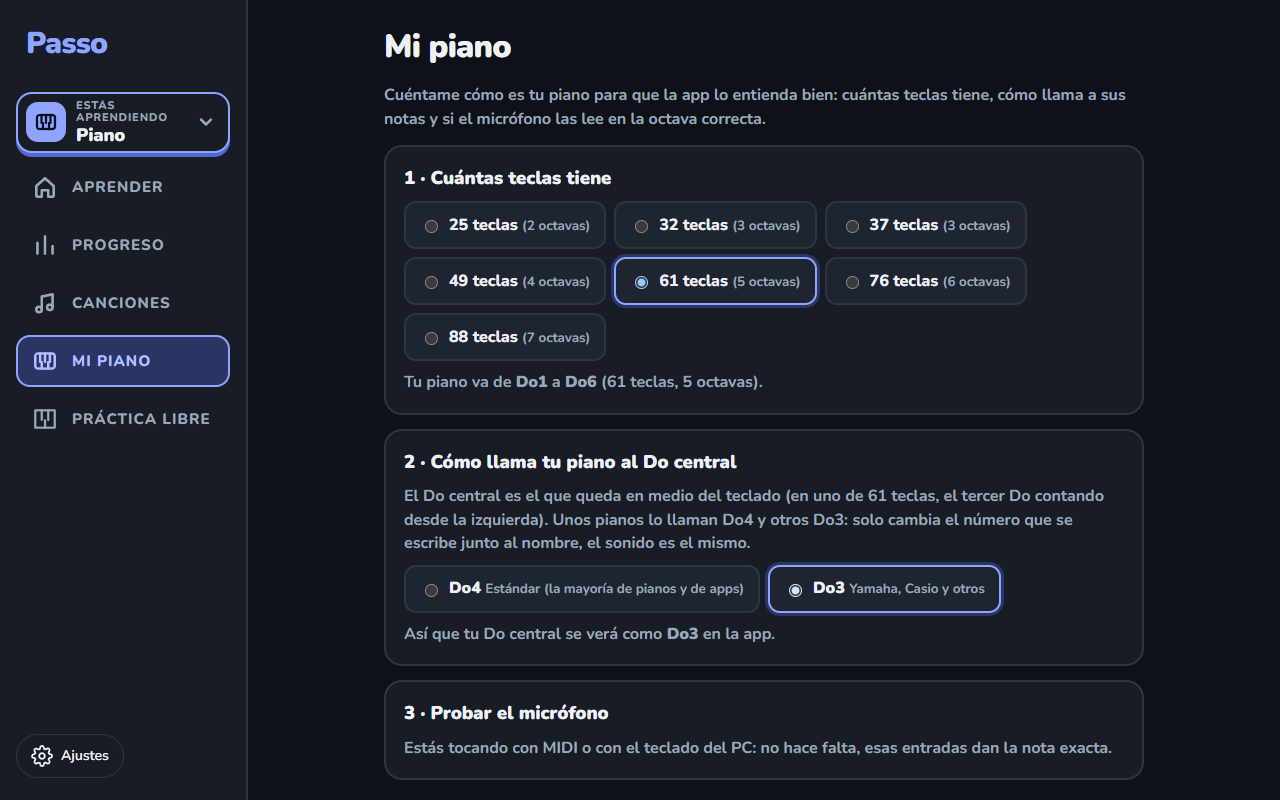 Passo
ESTÁS
APRENDIENDO
Piano
APRENDER
PROGRESO
CANCIONES
MI PIANO
PRÁCTICA LIBRE
Ajustes
Mi piano
Cuéntame cómo es tu piano para que la app lo entienda bien: cuántas teclas tiene, cómo llama a sus
notas y si el micrófono las lee en la octava correcta.
1 · Cuántas teclas tiene
25 teclas (2 octavas)
32 teclas (3 octavas)
37 teclas (3 octavas)
49 teclas (4 octavas)
61 teclas (5 octavas)
76 teclas (6 octavas)
88 teclas (7 octavas)
Tu piano va de Do1 a Do6 (61 teclas, 5 octavas).
2 · Cómo llama tu piano al Do central
El Do central es el que queda en medio del teclado (en uno de 61 teclas, el tercer Do contando
desde la izquierda). Unos pianos lo llaman Do4 y otros Do3: solo cambia el número que se
escribe junto al nombre, el sonido es el mismo.
Do4 Estándar (la mayoría de pianos y de apps)
Do3 Yamaha, Casio y otros
Así que tu Do central se verá como Do3 en la app.
3 · Probar el micrófono
Estás tocando con MIDI o con el teclado del PC: no hace falta, esas entradas dan la nota exacta.